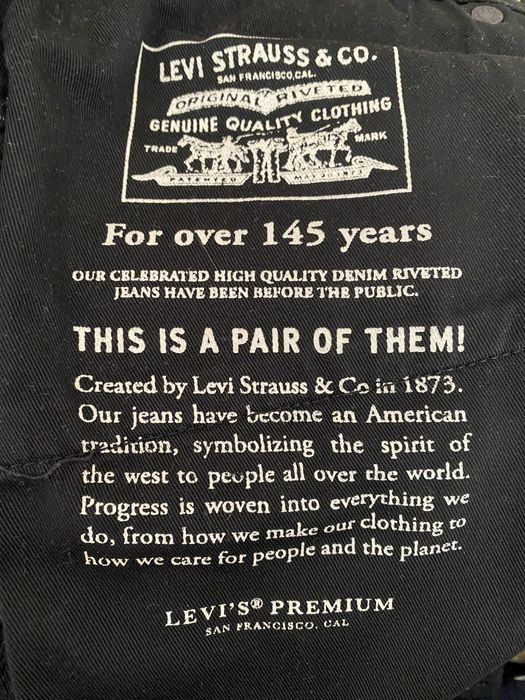 LEVI STRAUSS & CO.
SAN FRANCISCO, CAL.
ORIGINAL RIVETED
GENUINE QUALITY CLOTHING
TRADE MARK
PATENTED MAY 20 1873
For over 145 years
OUR CELEBRATED HIGH QUALITY DENIM RIVETED
JEANS HAVE BEEN BEFORE THE PUBLIC.
THIS IS A PAIR OF THEM!
Created by Levi Strauss & Co in 1873.
Our jeans have become an American
tradition, symbolizing the spirit of
the west to people all over the world.
Progress is woven into everything we
do, from how we make our clothing to
how we care for people and the planet.
LEVI'S® PREMIUM
SAN FRANCISCO, CAL